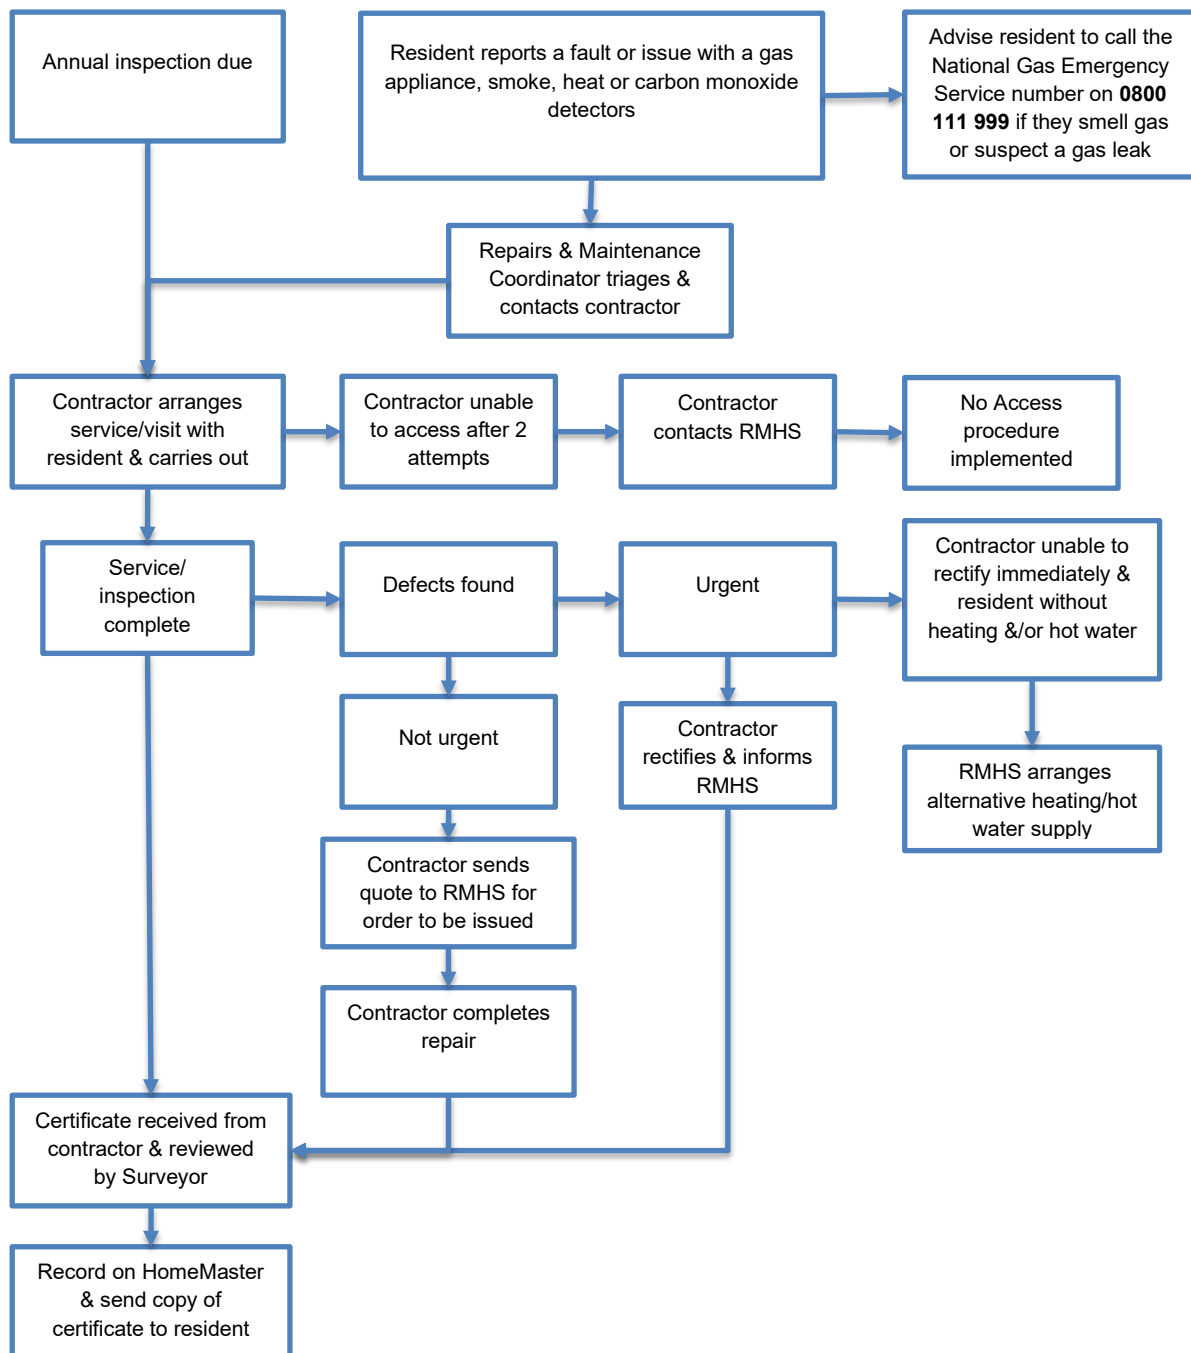 Annual inspection due
Resident reports a fault or issue with a gas
appliance, smoke, heat or carbon monoxide
detectors
Advise resident to call the
National Gas Emergency
Service number on 0800
111 999 if they smell gas
or suspect a gas leak
Repairs & Maintenance
Coordinator triages &
contacts contractor
Contractor arranges
service/visit with
resident & carries out
Contractor unable
to access after 2
attempts
Contractor
contacts RMHS
No Access
procedure
implemented
Service/
inspection
complete
Defects found
Urgent
Contractor unable to
rectify immediately &
resident without
heating &/or hot water
Not urgent
Contractor
rectifies & informs
RMHS
RMHS arranges
alternative heating/hot
water supply
Contractor sends
quote to RMHS for
order to be issued
Contractor completes
repair
Certificate received from
contractor & reviewed
by Surveyor
Record on HomeMaster
& send copy of
certificate to resident